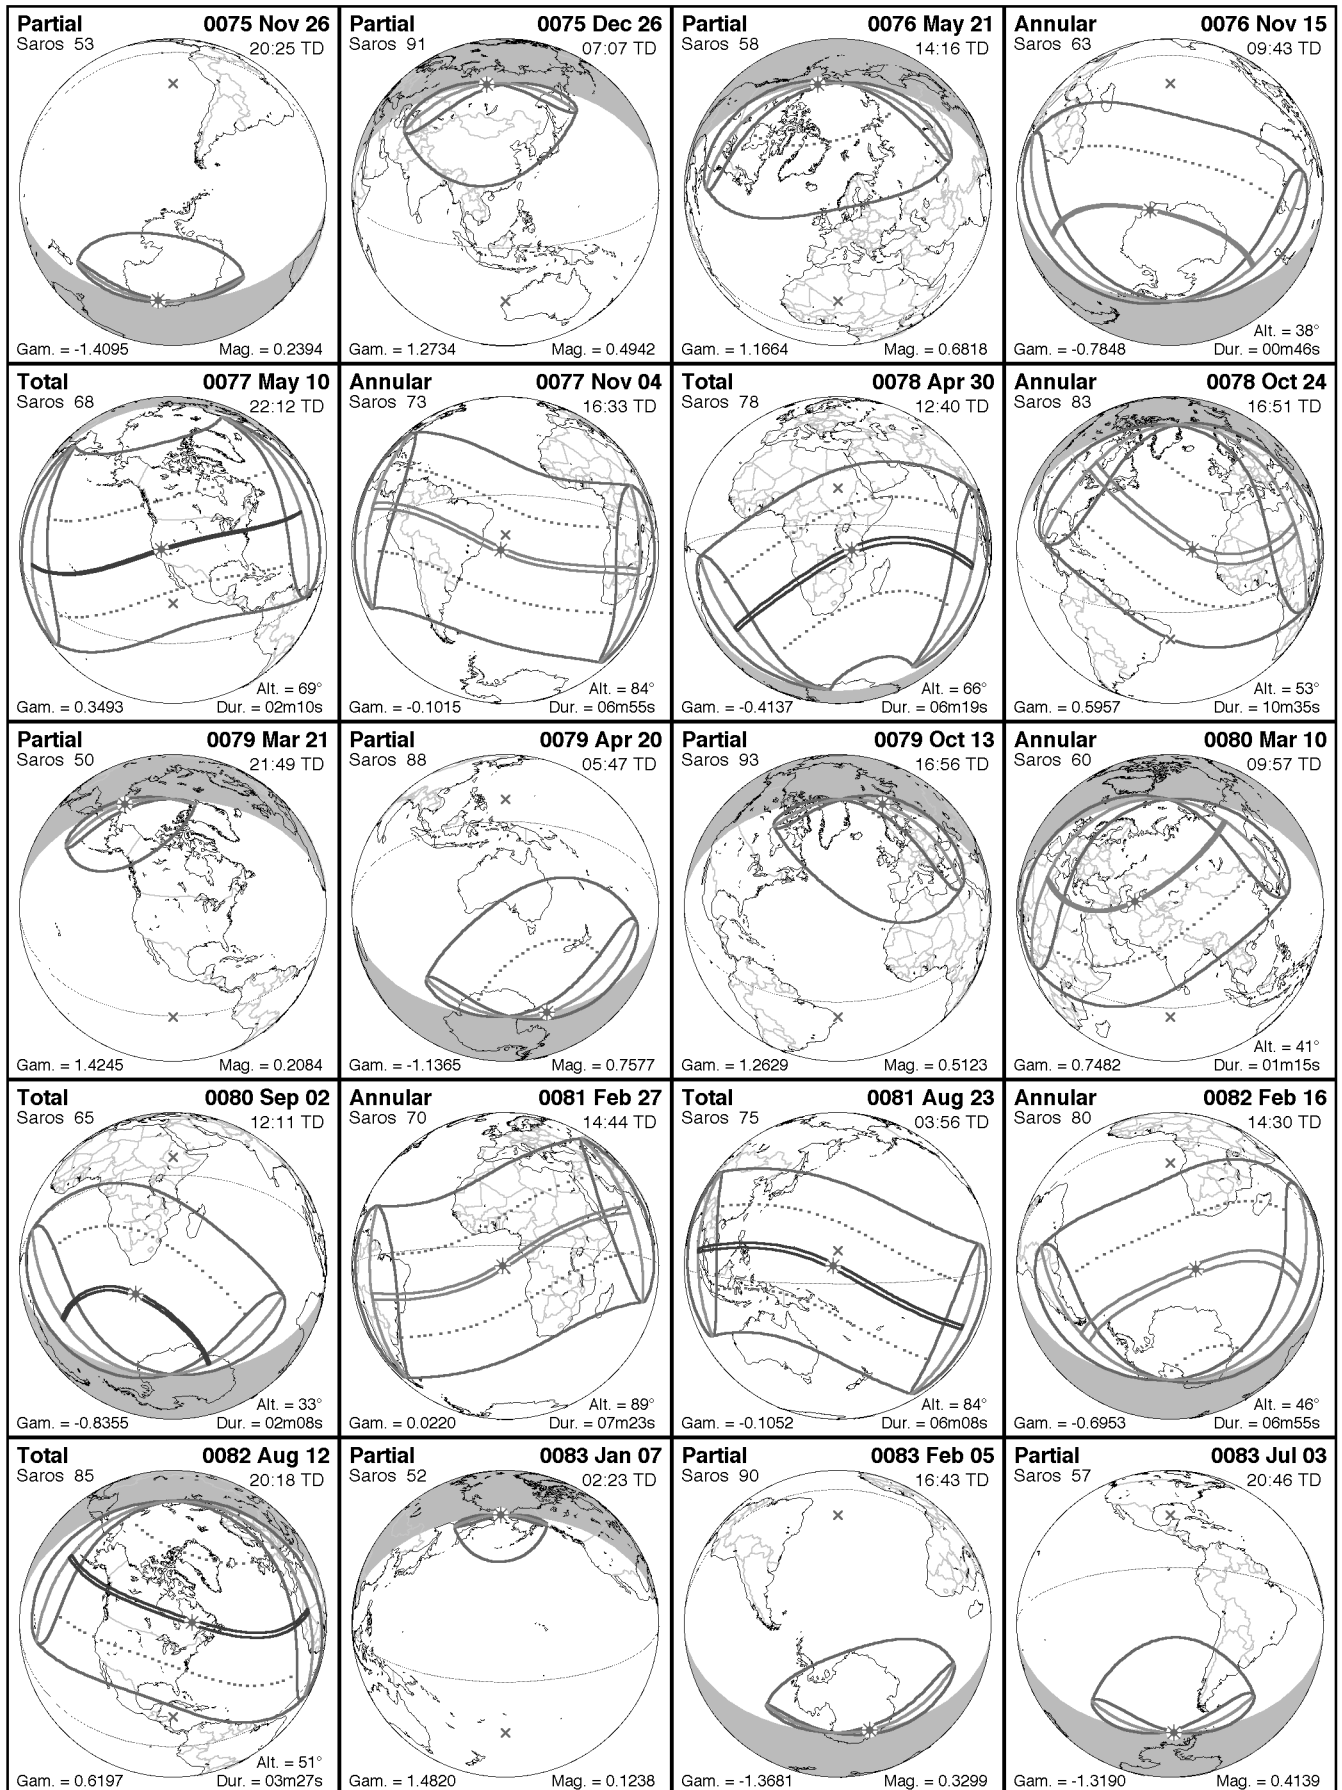 Partial 0075 Nov 26
Saros 53 20:25 TD
Gam. = -1.4095 Mag. = 0.2394
Partial 0075 Dec 26
Saros 91 07:07 TD
Gam. = 1.2734 Mag. = 0.4942
Partial 0076 May 21
Saros 58 14:16 TD
Gam. = 1.1664 Mag. = 0.6818
Annular 0076 Nov 15
Saros 63 09:43 TD
Alt. = 38°
Gam. = -0.7848 Dur. = 00m46s
Total 0077 May 10
Saros 68 22:12 TD
Alt. = 69°
Gam. = 0.3493 Dur. = 02m10s
Annular 0077 Nov 04
Saros 73 16:33 TD
Alt. = 84°
Gam. = -0.1015 Dur. = 06m55s
Total 0078 Apr 30
Saros 78 12:40 TD
Alt. = 66°
Gam. = -0.4137 Dur. = 06m19s
Annular 0078 Oct 24
Saros 83 16:51 TD
Alt. = 53°
Gam. = 0.5957 Dur. = 10m35s
Partial 0079 Mar 21
Saros 50 21:49 TD
Gam. = 1.4245 Mag. = 0.2084
Partial 0079 Apr 20
Saros 88 05:47 TD
Gam. = -1.1365 Mag. = 0.7577
Partial 0079 Oct 13
Saros 93 16:56 TD
Gam. = 1.2629 Mag. = 0.5123
Annular 0080 Mar 10
Saros 60 09:57 TD
Alt. = 41°
Gam. = 0.7482 Dur. = 01m15s
Total 0080 Sep 02
Saros 65 12:11 TD
Alt. = 33°
Gam. = -0.8355 Dur. = 02m08s
Annular 0081 Feb 27
Saros 70 14:44 TD
Alt. = 89°
Gam. = 0.0220 Dur. = 07m23s
Total 0081 Aug 23
Saros 75 03:56 TD
Alt. = 84°
Gam. = -0.1052 Dur. = 06m08s
Annular 0082 Feb 16
Saros 80 14:30 TD
Alt. = 46°
Gam. = -0.6953 Dur. = 06m55s
Total 0082 Aug 12
Saros 85 20:18 TD
Alt. = 51°
Gam. = 0.6197 Dur. = 03m27s
Partial 0083 Jan 07
Saros 52 02:23 TD
Gam. = 1.4820 Mag. = 0.1238
Partial 0083 Feb 05
Saros 90 16:43 TD
Gam. = -1.3681 Mag. = 0.3299
Partial 0083 Jul 03
Saros 57 20:46 TD
Gam. = -1.3190 Mag. = 0.4139